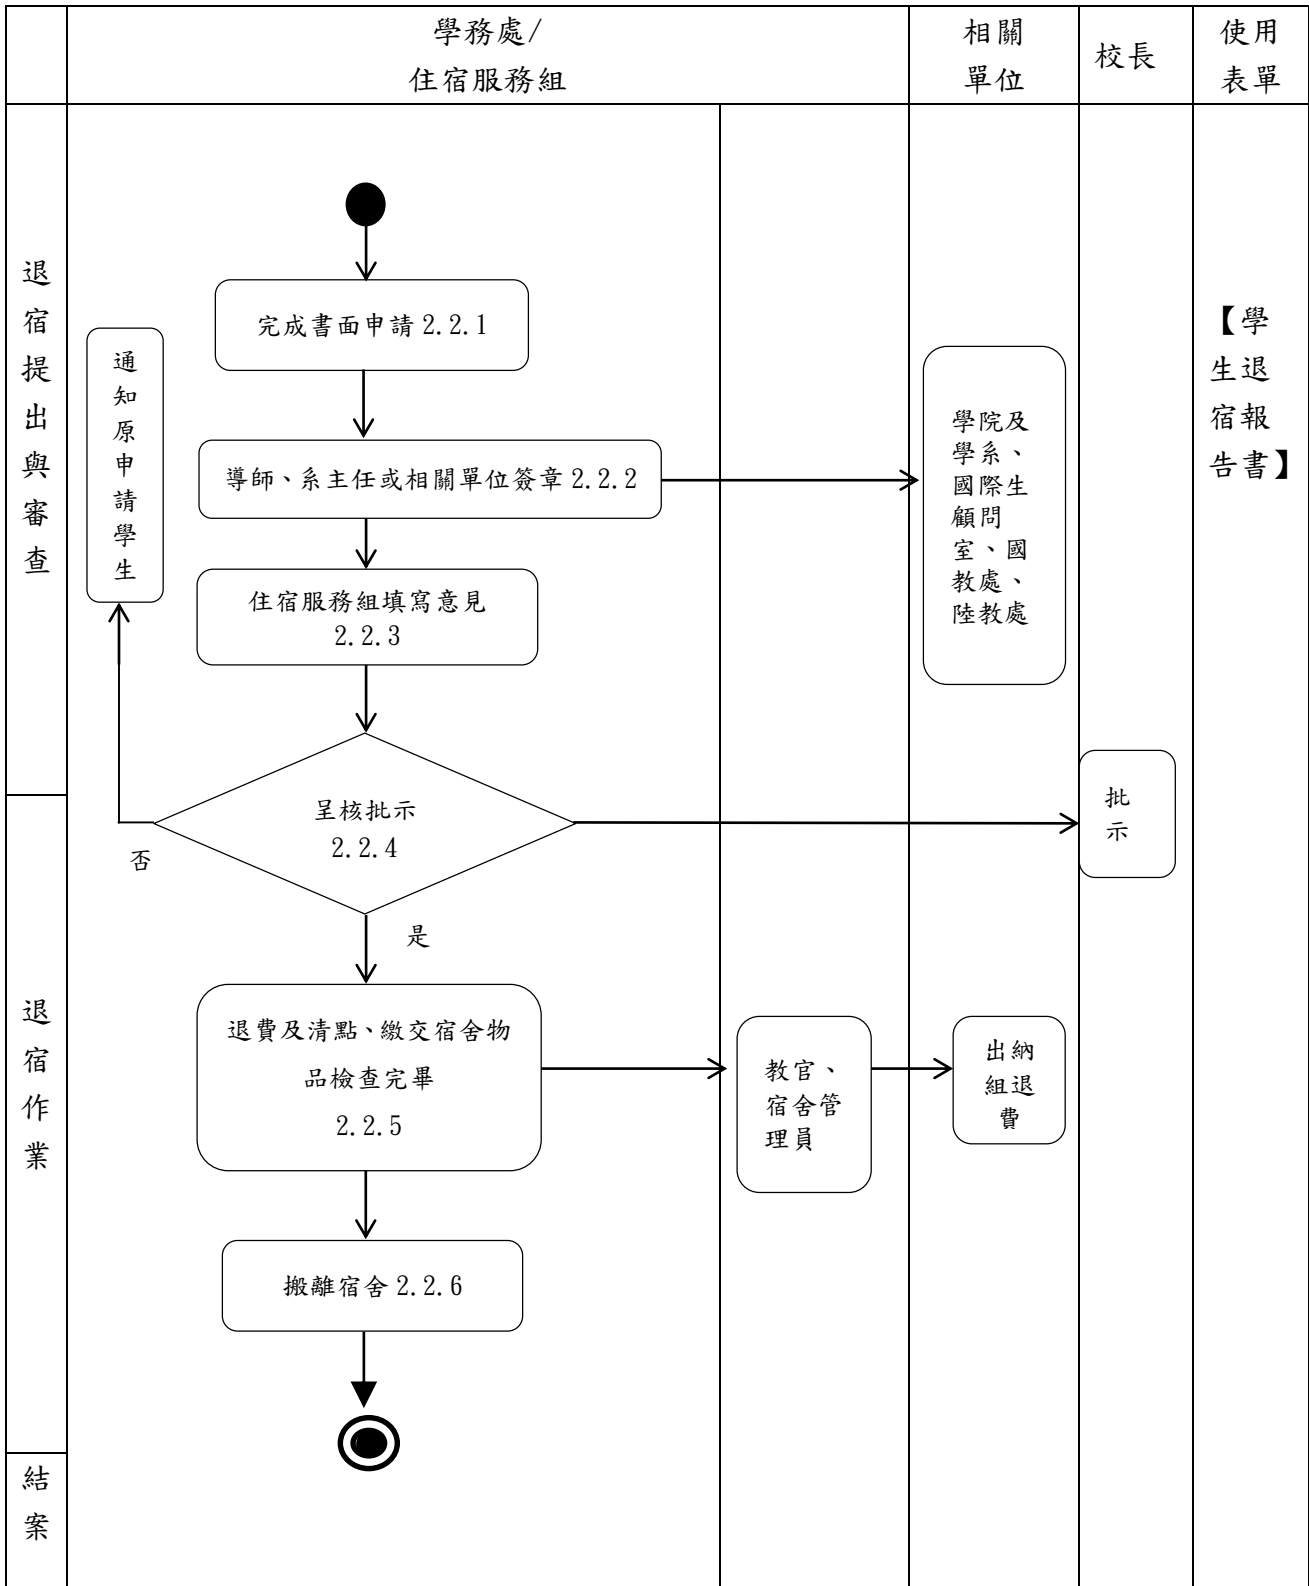 學務處/
住宿服務組
相關
單位
校長
使用
表單
退宿提出與審查
完成書面申請 2.2.1
通知原申請學生
導師、系主任或相關單位簽章 2.2.2
學院及
學系、
國際生
顧問
室、國
教處、
陸教處
【學
生退
宿報
告書】
住宿服務組填寫意見
2.2.3
呈核批示
2.2.4
批
示
否
是
退宿作業
退費及清點、繳交宿舍物
品檢查完畢
2.2.5
教官、
宿舍管
理員
出納
組退
費
搬離宿舍 2.2.6
結案